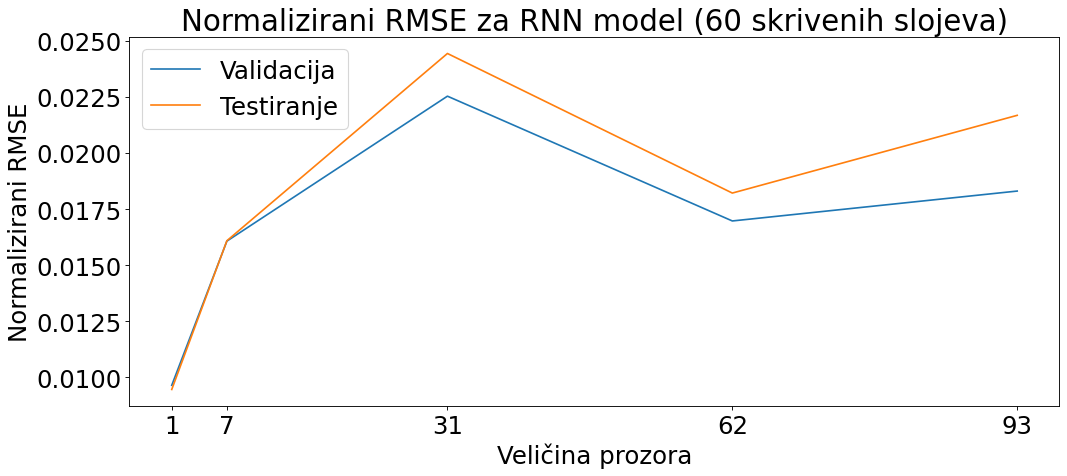 Normalizirani RMSE za RNN model (60 skrivenih slojeva)
Validacija
Testiranje
Normalizirani RMSE
0.0250
0.0225
0.0200
0.0175
0.0150
0.0125
0.0100
1 7 31 62 93
Veličina prozora